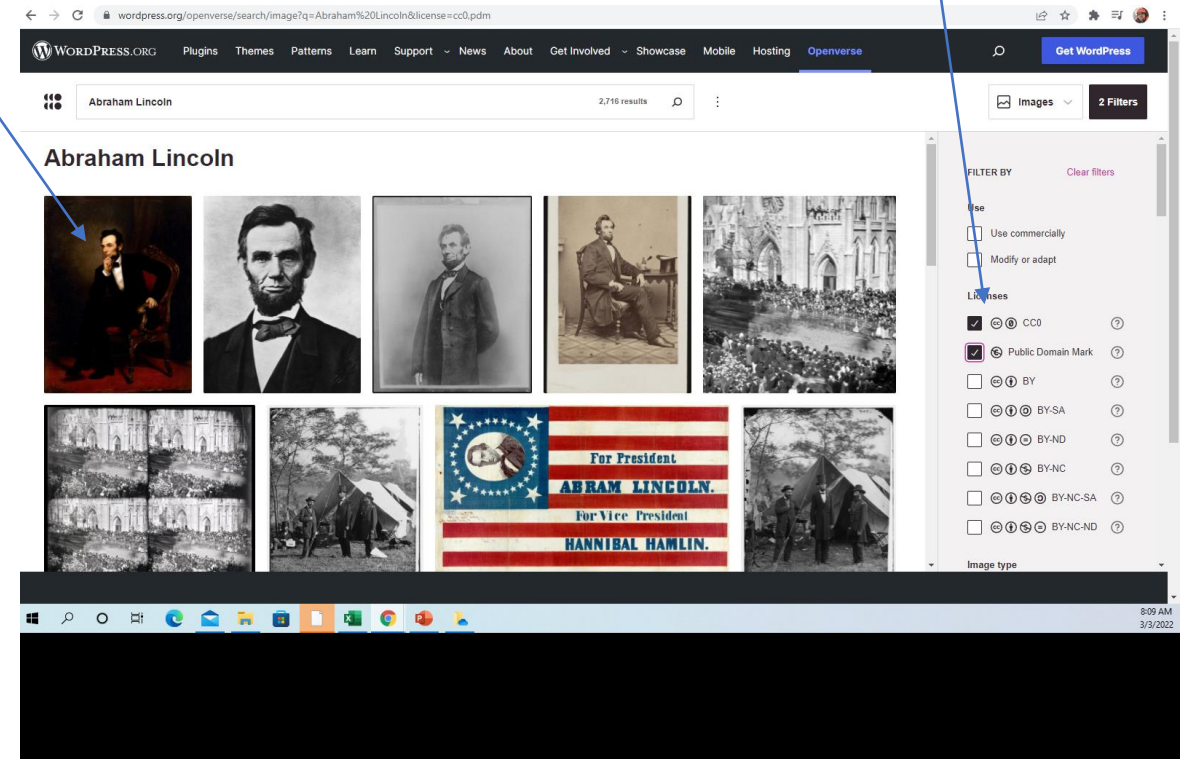 wordpress.org/openverse/search/image?q=Abraham%20Lincoln&license=cc0,pdm
WORDPRESS.ORG Plugins Themes Patterns Learn Support News About Get Involved Showcase Mobile Hosting Openverse Get WordPress
Abraham Lincoln 2,716 results Images 2 Filters
Abraham Lincoln
FILTER BY Clear filters
Use
Use commercially
Modify or adapt
Licenses
CC0
Public Domain Mark
BY
BY-SA
BY-ND
BY-NC
BY-NC-SA
BY-NC-ND
Image type
For President
ABRAM LINCOLN.
For Vice President
HANNIBAL HAMLIN.
8:09 AM
3/3/2022